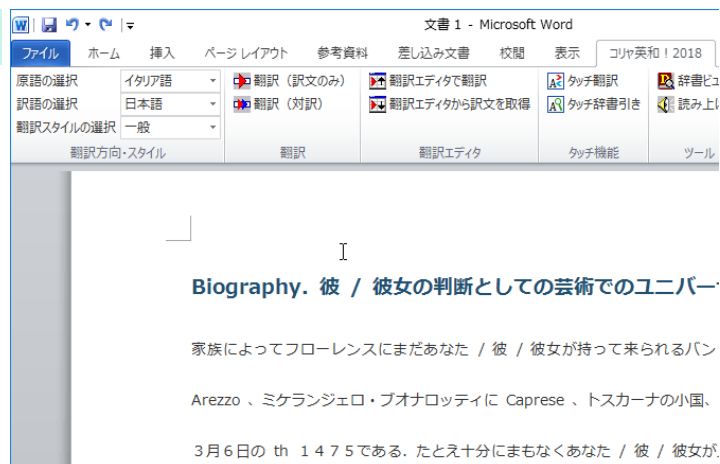 文書 1 - Microsoft Word
ファイル ホーム 挿入 ページ レイアウト 参考資料 差し込み文書 校閲 表示 コリャ英和！2018
原語の選択 イタリア語 翻訳（訳文のみ） 翻訳エディタで翻訳 タッチ翻訳 辞書ビュ
訳語の選択 日本語 翻訳（対訳） 翻訳エディタから訳文を取得 タッチ辞書引き 読み上げ
翻訳スタイルの選択 一般
翻訳方向・スタイル 翻訳 翻訳エディタ タッチ機能 ツール
Biography. 彼 / 彼女の判断としての芸術でのユニバー
家族によってフローレンスにまだあなた / 彼 / 彼女が持って来られるバン
Arezzo 、ミケランジェロ・ブオナロッティに Caprese 、トスカーナの小国、
３月６日の th １４７５である. たとえ十分にまもなくあなた / 彼 / 彼女が